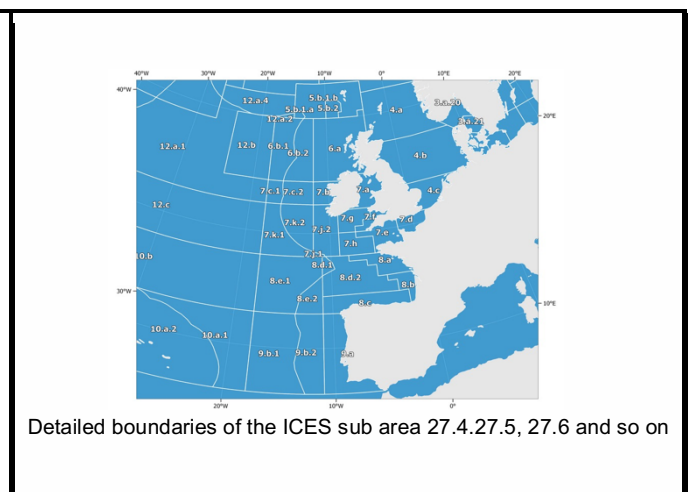 40°W 30°W 20°W 10°W 0° 10°E 20°E
40°W
12.a.4
5.b.1.b
5.b.1.a 5.b.2
12.a.2
4.a
3.a.20
3.a.21
20°E
12.a.1
12.b
6.b.1
6.b.2
6.a
4.b
7.c.1 7.c.2
7.b
7.a
4.c
12.c
7.k.2
7.j.2
7.g
7.f
7.d
7.k.1
7.e
7.h
10.b
7.j.1
8.d.1
8.a
8.e.1
8.d.2
8.b
30°W
8.e.2
8.c
10°E
10.a.2
10.a.1
9.b.1
9.b.2
9.a
20°W 10°W 0°
Detailed boundaries of the ICES sub area 27.4.27.5, 27.6 and so on